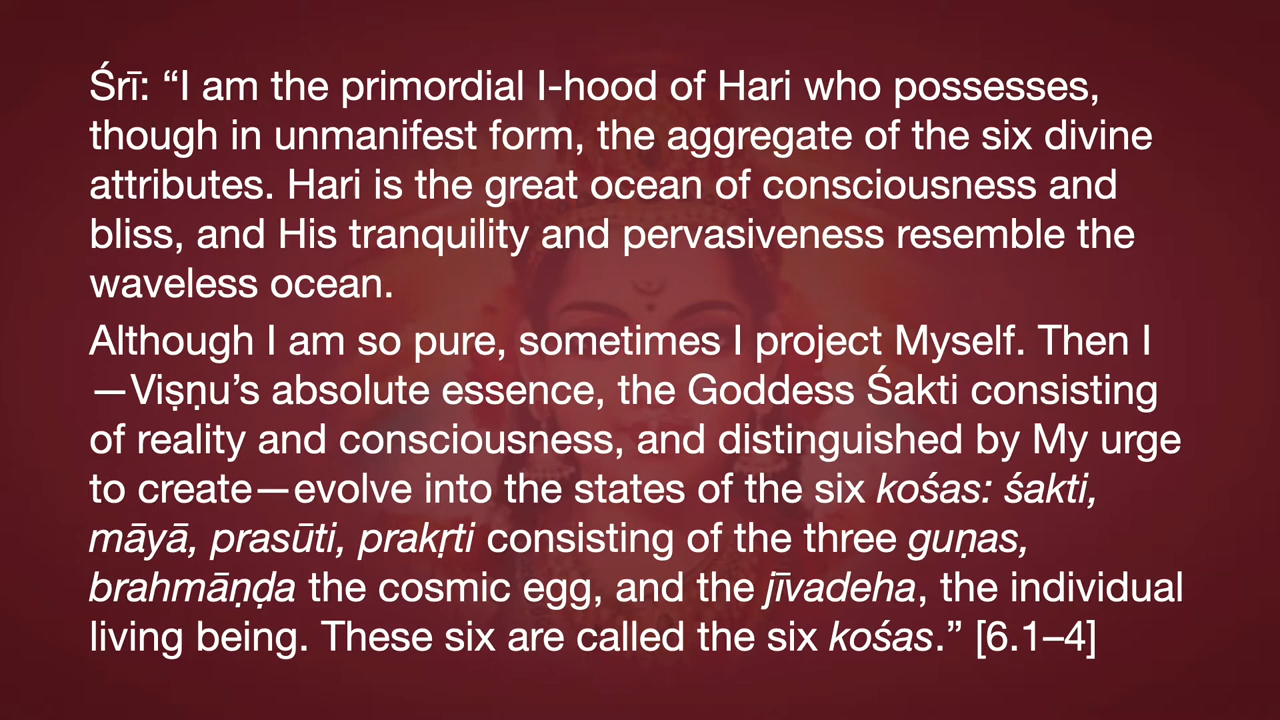 Śrī: “I am the primordial I-hood of Hari who possesses,
though in unmanifest form, the aggregate of the six divine
attributes. Hari is the great ocean of consciousness and
bliss, and His tranquility and pervasiveness resemble the
waveless ocean.
Although I am so pure, sometimes I project Myself. Then I
—Viṣṇu’s absolute essence, the Goddess Śakti consisting
of reality and consciousness, and distinguished by My urge
to create—evolve into the states of the six kośas: śakti,
māyā, prasūti, prakṛti consisting of the three guṇas,
brahmāṇḍa the cosmic egg, and the jīvadeha, the individual
living being. These six are called the six kośas.” [6.1–4]